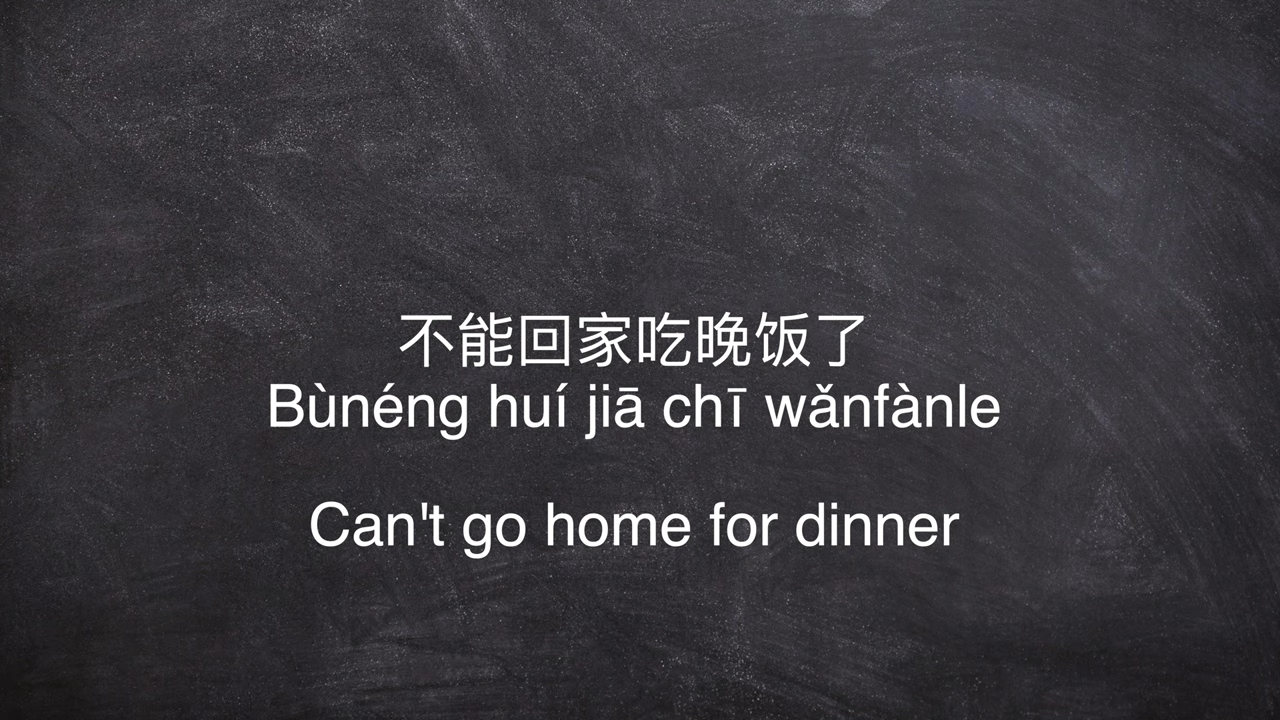 不能回家吃晚饭了
Bùnéng huí jiā chī wǎnfànle
Can't go home for dinner